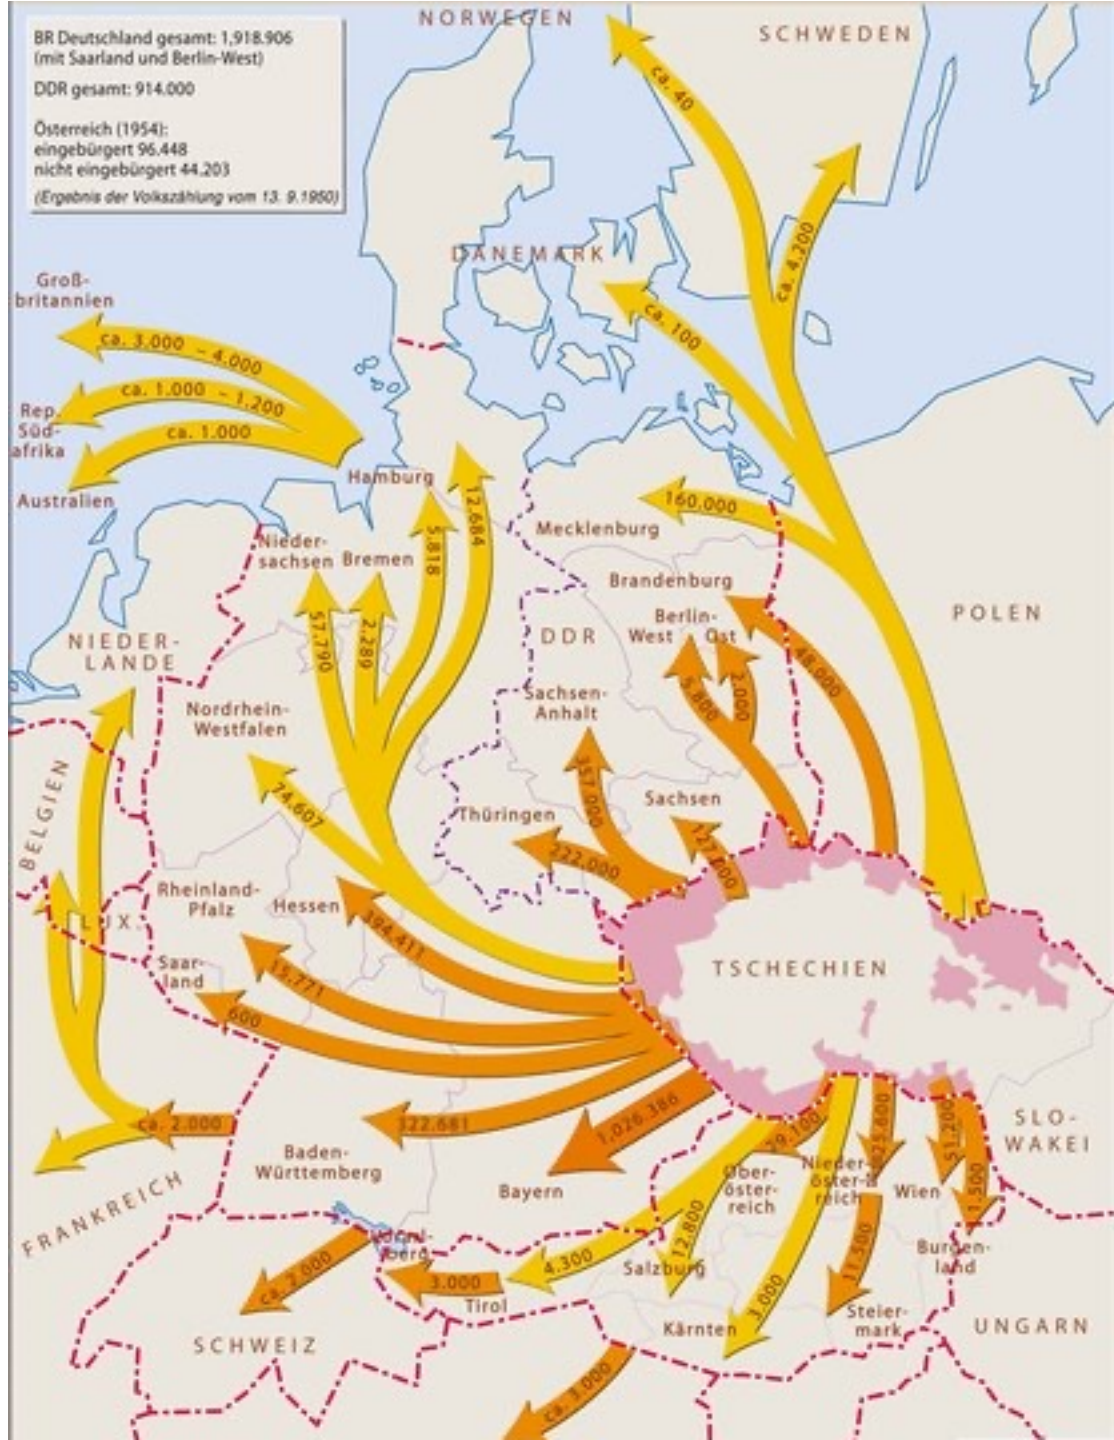 BR Deutschland gesamt: 1,918.906
(mit Saarland und Berlin-West)
DDR gesamt: 914.000
Österreich (1954):
eingebürgert 96.448
nicht eingebürgert 44.203
(Ergebnis der Volkszählung vom 13. 9.1950)
NORWEGEN
SCHWEDEN
ca. 40
ca. 4.200
DÄNEMARK
ca. 100
Groß-
britannien
ca. 3.000 – 4.000
ca. 1.000 – 1.200
Rep.
Süd-
afrika
ca. 1.000
Australien
Hamburg
12.684
5.818
160.000
Mecklenburg
Nieder-
sachsen
Bremen
Brandenburg
57.790
2.289
Berlin-
West
Ost
DDR
POLEN
NIEDER-
LANDE
48.000
5.800
2.000
Sachsen-
Anhalt
Nordrhein-
Westfalen
BELGIEN
74.607
357.000
Sachsen
Thüringen
222.000
Rheinland-
Pfalz
Hessen
LUX.
394.411
Saar-
land
15.771
600
TSCHECHIEN
ca. 2.000
322.681
1,026.386
Baden-
Württemberg
Bayern
FRANKREICH
Ober-
öster-
reich
Nieder-
öster-
reich
Wien
51.200
1.500
SLO-
WAKEI
12.800
4.300
Salzburg
11.500
Burgen-
land
ca. 2.000
3.000
Tirol
3.000
Kärnten
Steier-
mark
SCHWEIZ
UNGARN
ca. 1.000